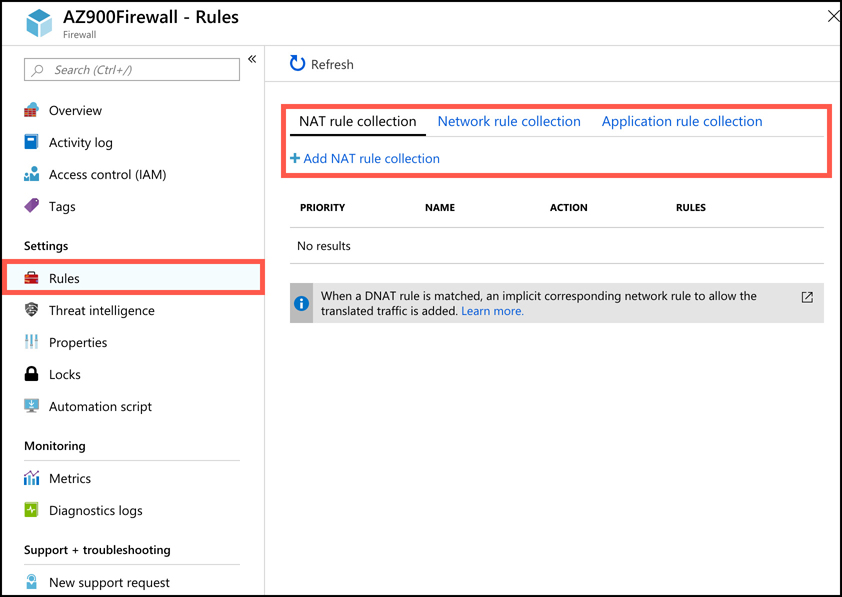 AZ900Firewall - Rules
Firewall
Search (Ctrl+/)
«
Overview
Activity log
Access control (IAM)
Tags
Settings
Rules
Threat intelligence
Properties
Locks
Automation script
Monitoring
Metrics
Diagnostics logs
Support + troubleshooting
New support request
Refresh
NAT rule collection Network rule collection Application rule collection
+ Add NAT rule collection
PRIORITY NAME ACTION RULES
No results
When a DNAT rule is matched, an implicit corresponding network rule to allow the
translated traffic is added. Learn more.